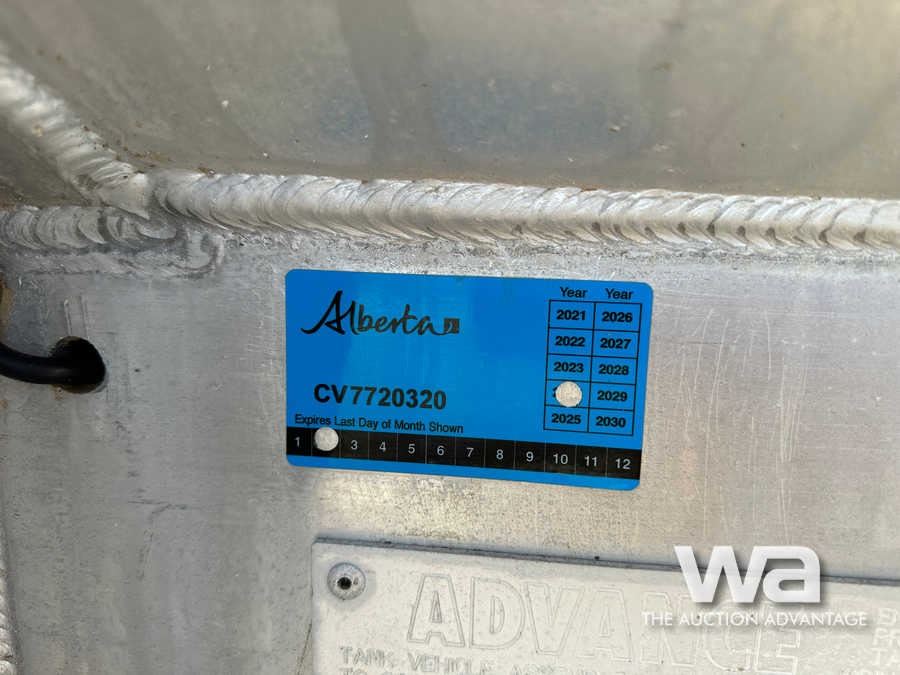 Alberta
Year Year
2021 2026
2022 2027
2023 2028
2029
2025 2030
CV7720320
Expires Last Day of Month Shown
1 3 4 5 6 7 8 9 10 11 12
wa
THE AUCTION ADVANTAGE
ADVANCE
TANK VEHICLE